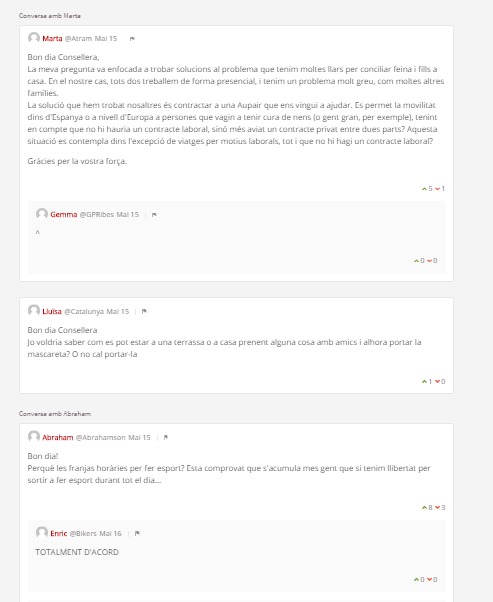 Conversa amb Marta
Marta @Atram Mai 15
Bon dia Consellera,
La meva pregunta va enfocada a trobar solucions al problema que tenim moltes llars per conciliar feina i fills a
casa. En el nostre cas, tots dos treballem de forma presencial, i tenim un problema molt greu, com moltes altres
famílies.
La solució que hem trobat nosaltres és contractar a una Aupair que ens vingui a ajudar. Es permet la movilitat
dins d'Espanya o a nivell d'Europa a persones que vagin a tenir cura de nens (o gent gran, per exemple), tenint
en compte que no hi hauria un contracte laboral, sinó més aviat un contracte privat entre dues parts? Aquesta
situació es contempla dins l'excepció de viatges per motius laborals, tot i que no hi hagi un contracte laboral?
Gràcies per la vostra força.
5 1
Gemma @GPRibes Mai 15
^
0 0
Lluïsa @Catalunya Mai 15
Bon dia Consellera
Jo voldria saber com es pot estar a una terrassa o a casa prenent alguna cosa amb amics i alhora portar la
mascareta? O no cal portar-la
1 0
Conversa amb Abraham
Abraham @Abrahamson Mai 15
Bon dia!
Perquè les franjas horàries per fer esport? Esta comprovat que s'acumula mes gent que si tenim llibertat per
sortir a fer esport durant tot el dia...
8 3
Enric @Bikers Mai 16
TOTALMENT D'ACORD
0 0